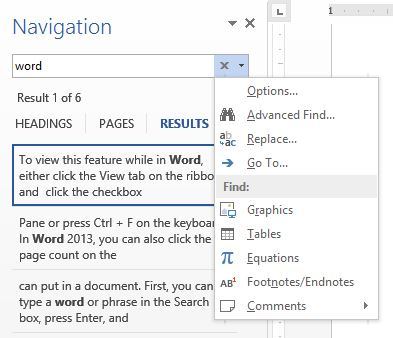 Navigation
word
Result 1 of 6
HEADINGS PAGES RESULTS
To view this feature while in Word,
either click the View tab on the ribbo
and click the checkbox
Pane or press Ctrl + F on the keyboar
In Word 2013, you can also click the
page count on the
can put in a document. First, you can
type a word or phrase in the Search
box, press Enter, and
Options...
Advanced Find...
Replace...
Go To...
Find:
Graphics
Tables
Equations
Footnotes/Endnotes
Comments
L
1